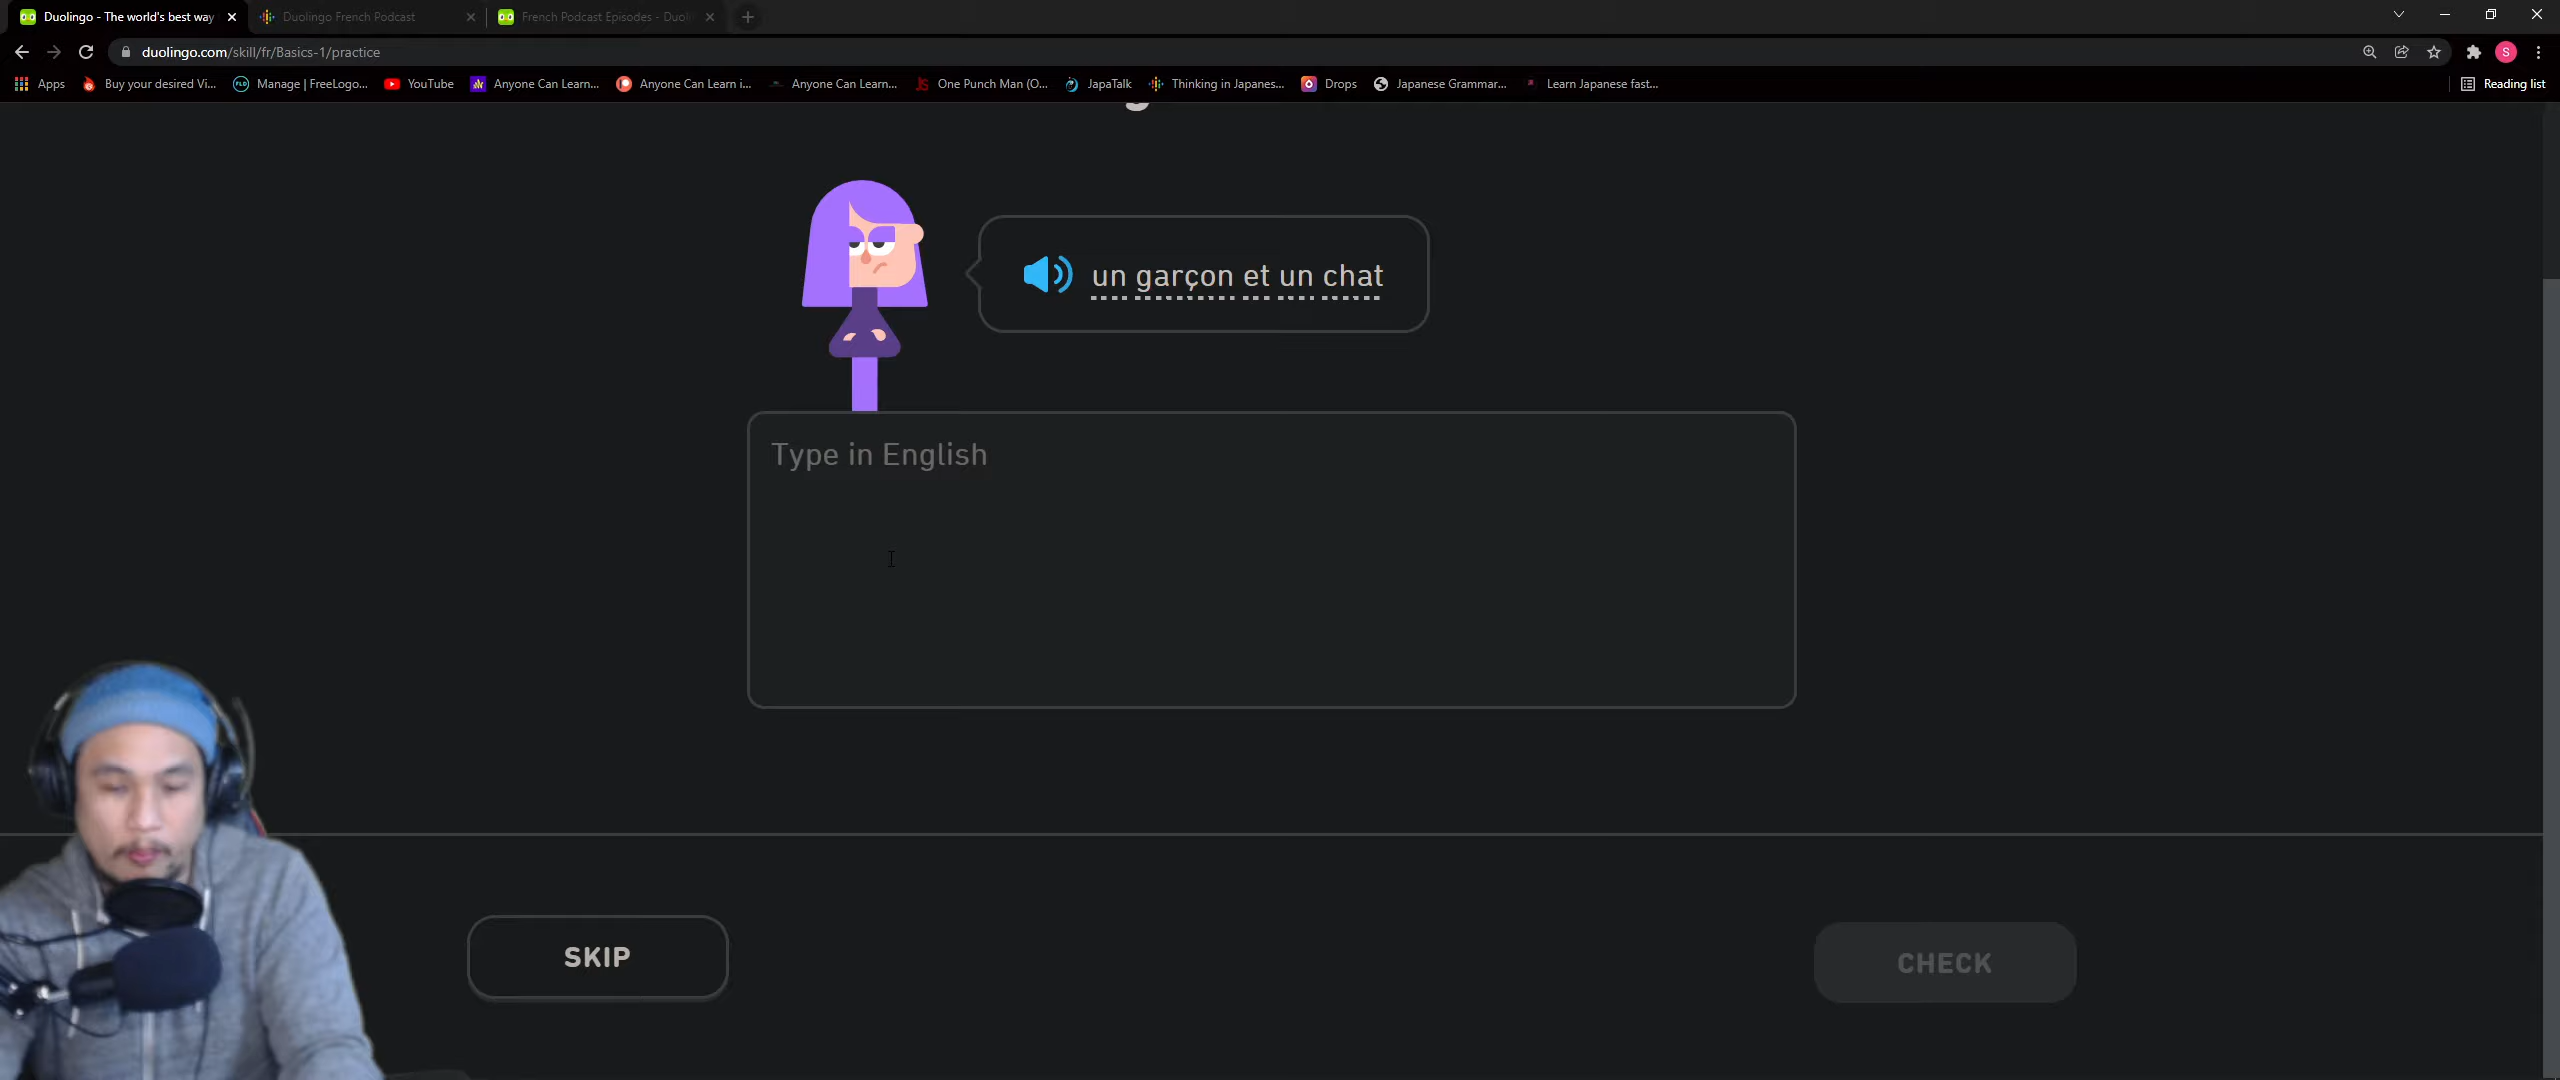 Duolingo - The world's best way
Duolingo French Podcast
French Podcast Episodes - Duol
duolingo.com/skill/fr/Basics-1/practice
S
Apps
Buy your desired Vi...
Manage | FreeLogo...
YouTube
Anyone Can Learn...
Anyone Can Learn i...
Anyone Can Learn...
One Punch Man (O...
JapaTalk
Thinking in Japanes...
Drops
Japanese Grammar...
Learn Japanese fast...
Reading list
un garçon et un chat
Type in English
SKIP
CHECK